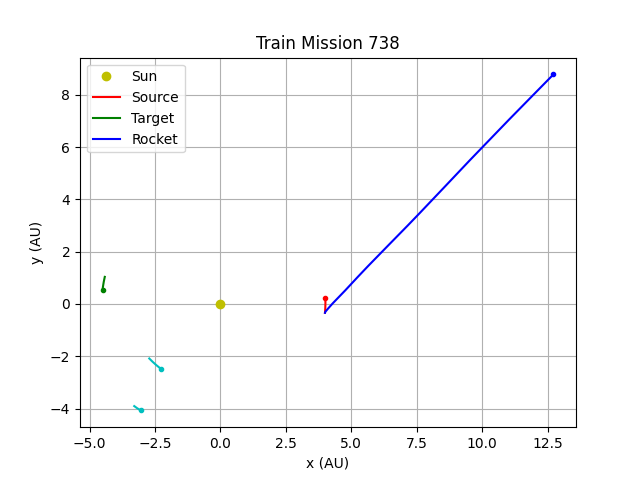 Train Mission 738
Sun
Source
Target
Rocket
8
6
4
2
0
−2
−4
y (AU)
−5.0 −2.5 0.0 2.5 5.0 7.5 10.0 12.5
x (AU)